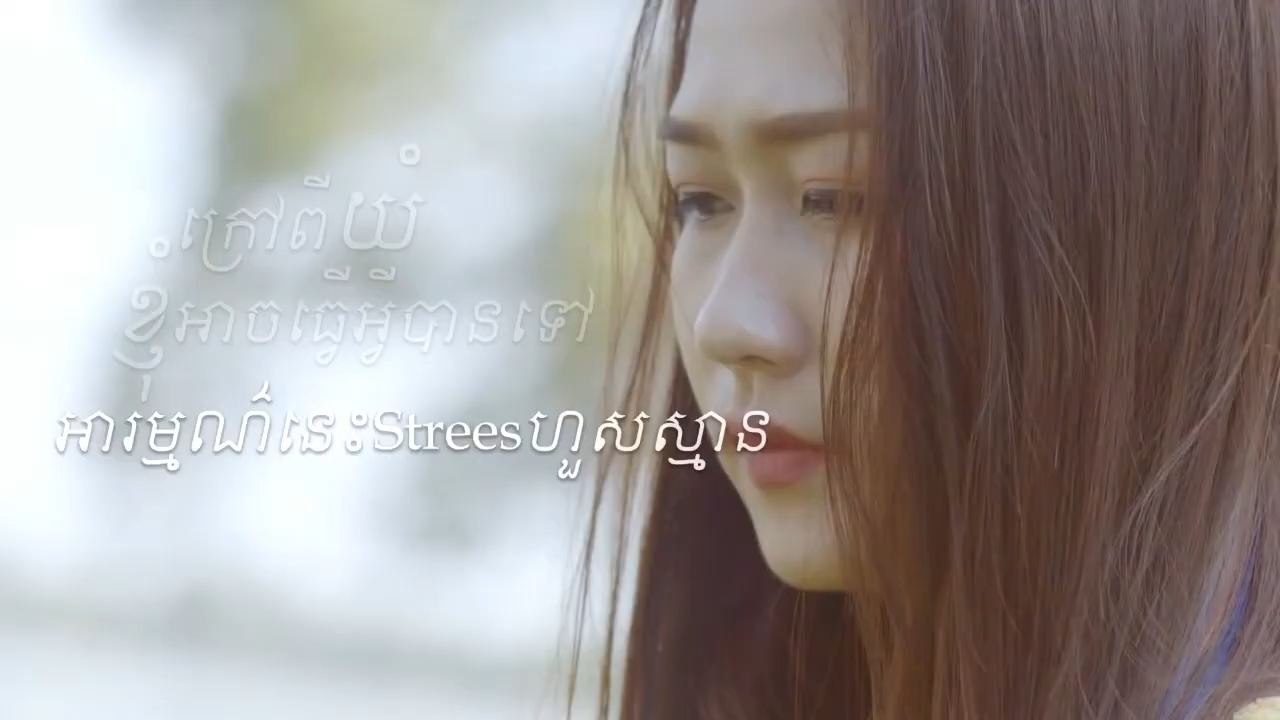 ក្រៅពីយំ
ខ្ញុំអាចធ្វើអ្វីបានទៅ
អារម្មណ៍នេះStreesហួសស្មាន